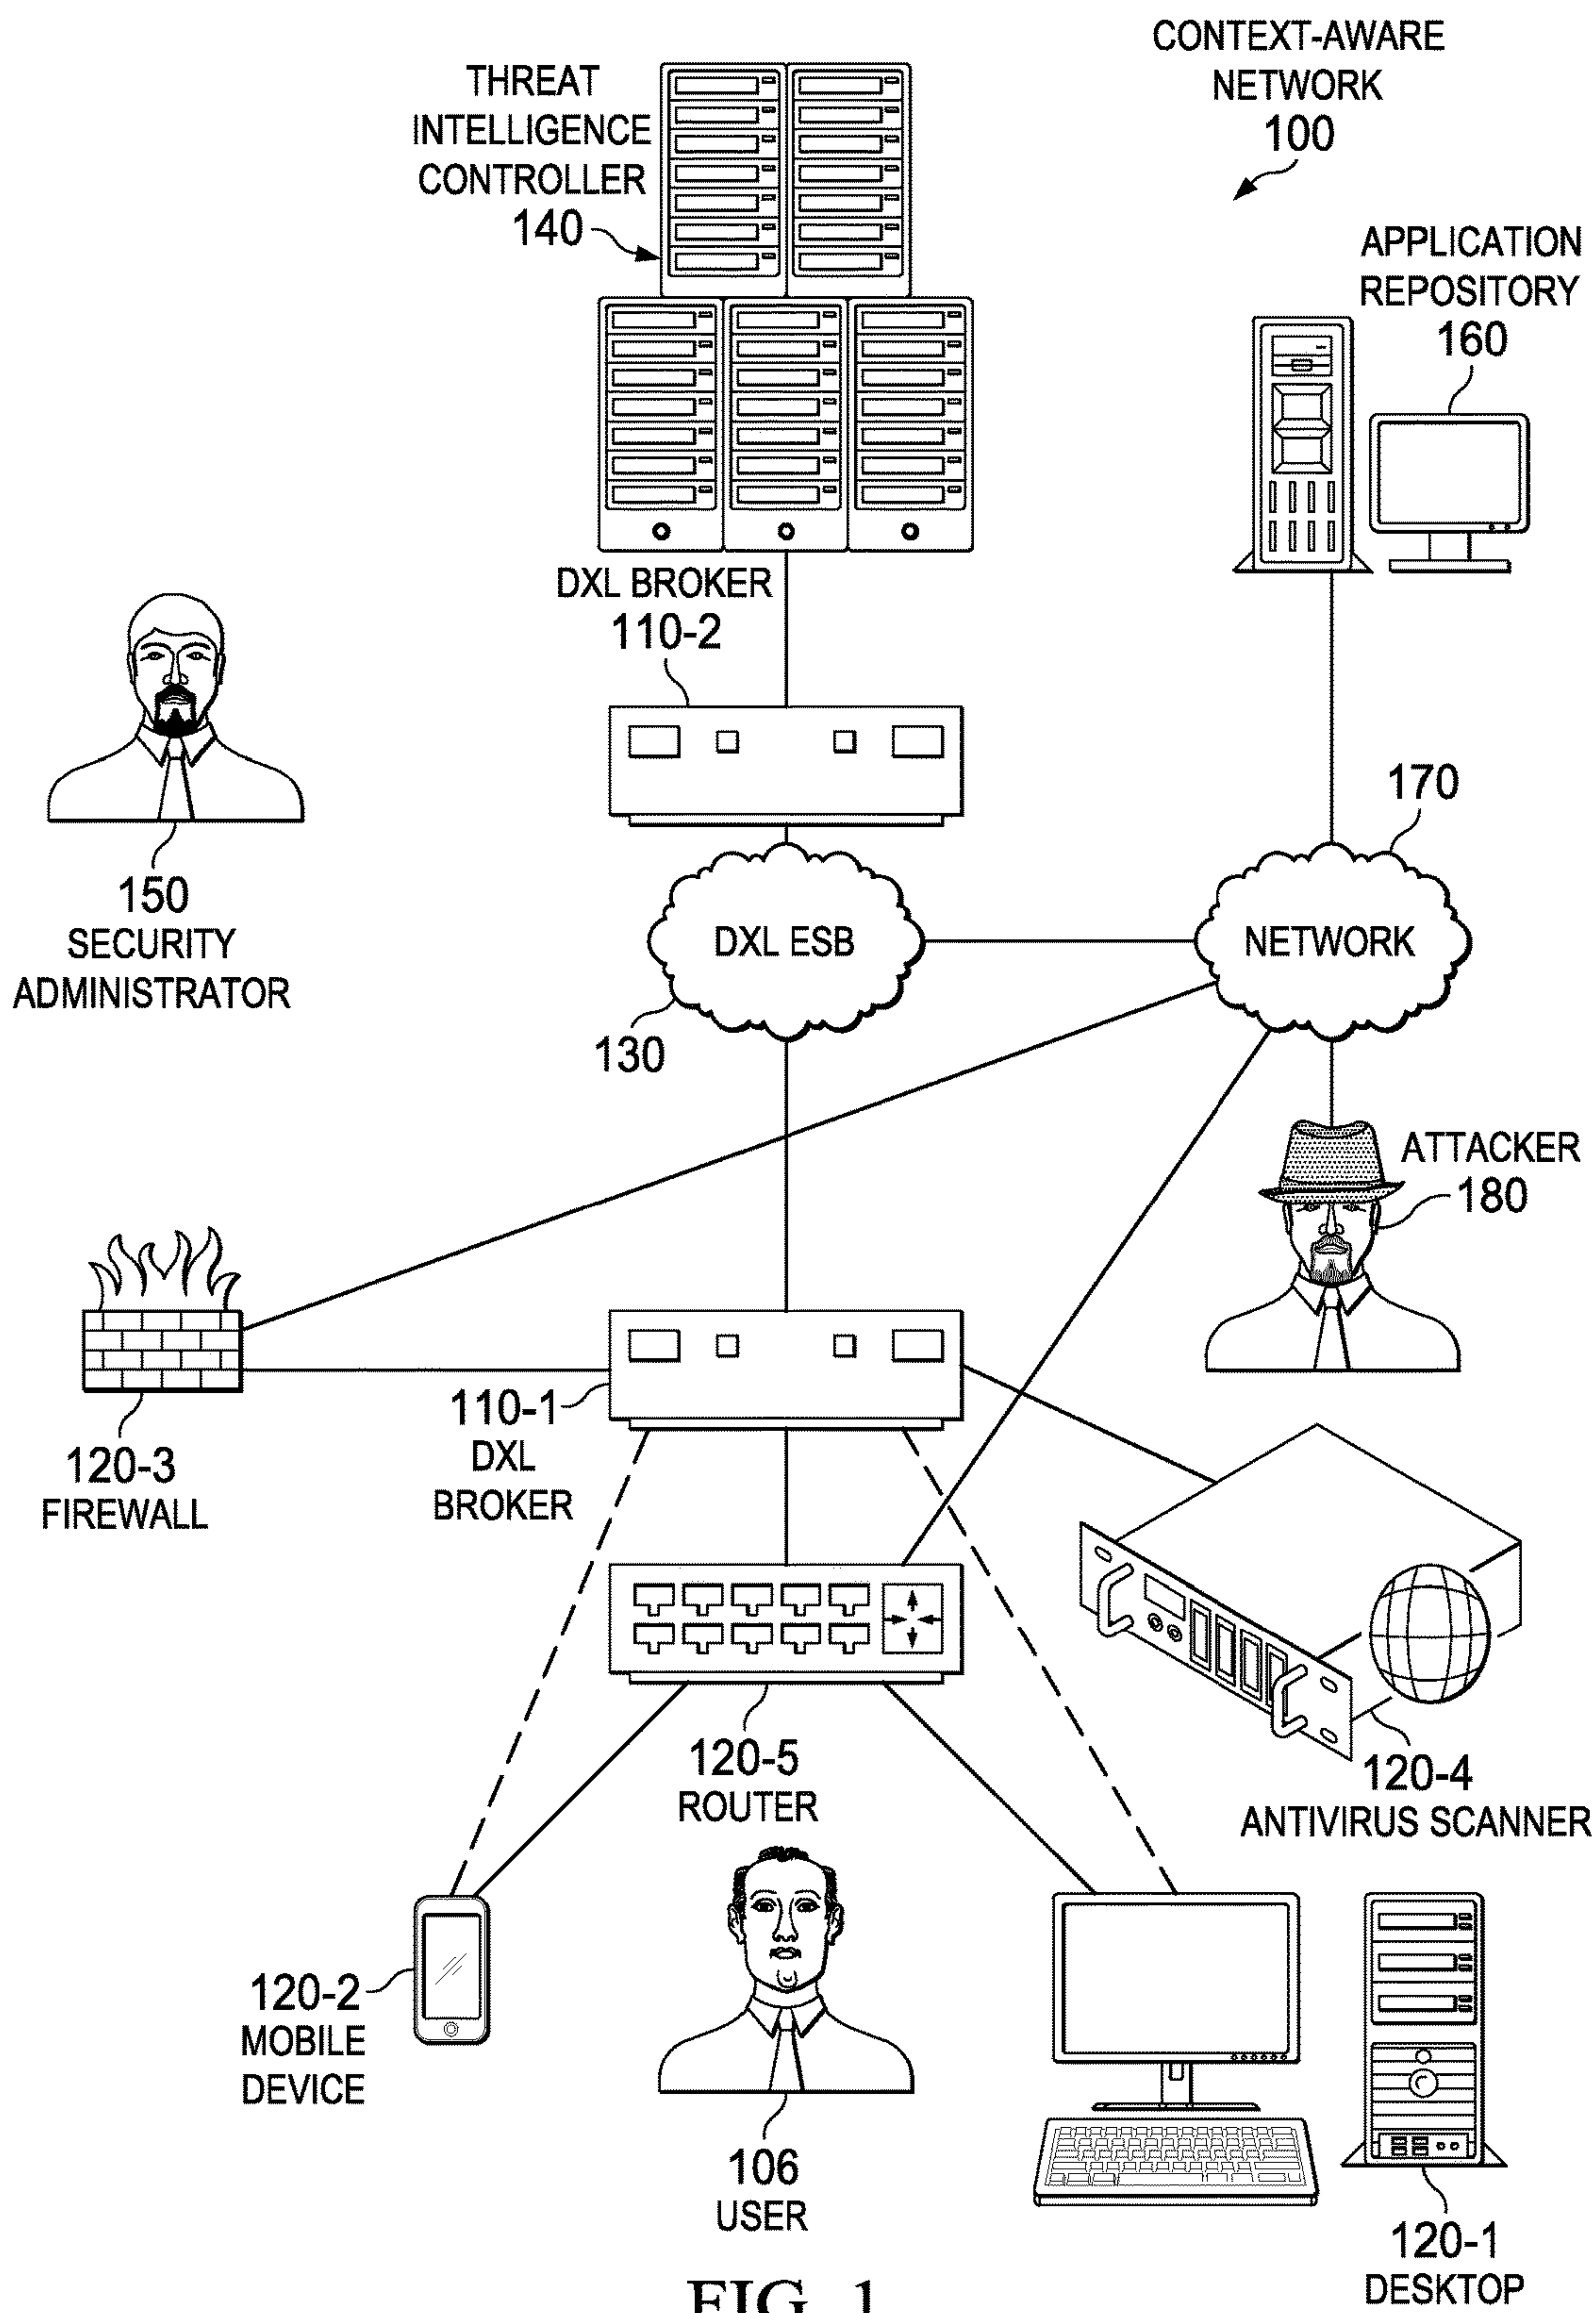 CONTEXT-AWARE
NETWORK
100
THREAT
INTELLIGENCE
CONTROLLER
140
APPLICATION
REPOSITORY
160
DXL BROKER
110-2
170
150
SECURITY
ADMINISTRATOR
DXL ESB
NETWORK
130
ATTACKER
180
120-3
FIREWALL
110-1
DXL
BROKER
120-5
ROUTER
120-4
ANTIVIRUS SCANNER
120-2
MOBILE
DEVICE
106
USER
120-1
DESKTOP
FIG. 1